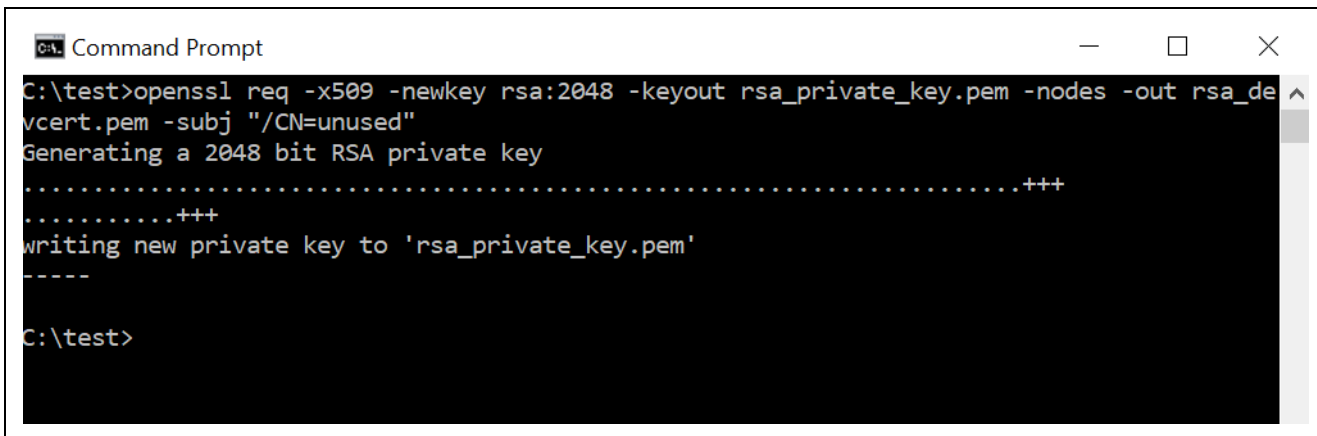 Command Prompt
C:\test>openssl req -x509 -newkey rsa:2048 -keyout rsa_private_key.pem -nodes -out rsa_de
vcert.pem -subj "/CN=unused"
Generating a 2048 bit RSA private key
......................................................................+++
...........+++
writing new private key to 'rsa_private_key.pem'
-----
C:\test>